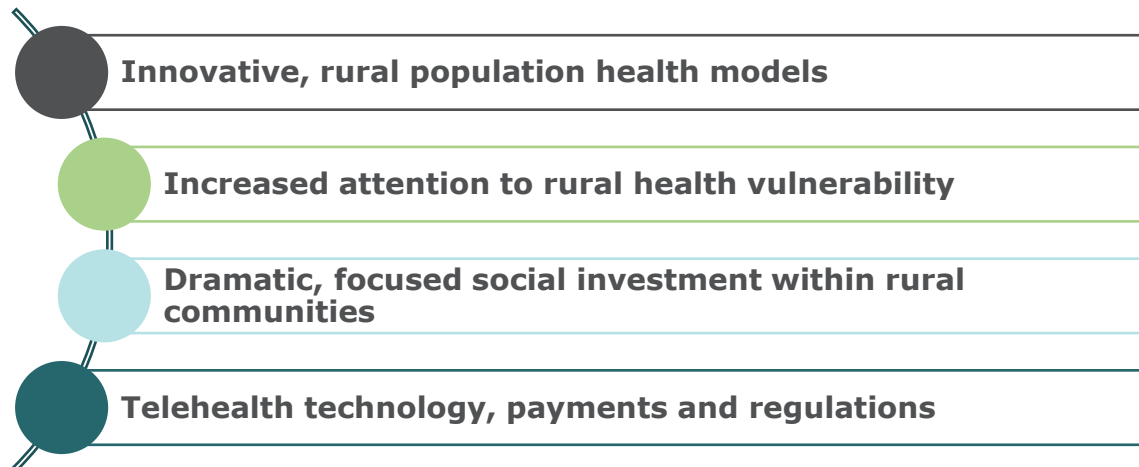 Innovative, rural population health models
Increased attention to rural health vulnerability
Dramatic, focused social investment within rural
communities
Telehealth technology, payments and regulations